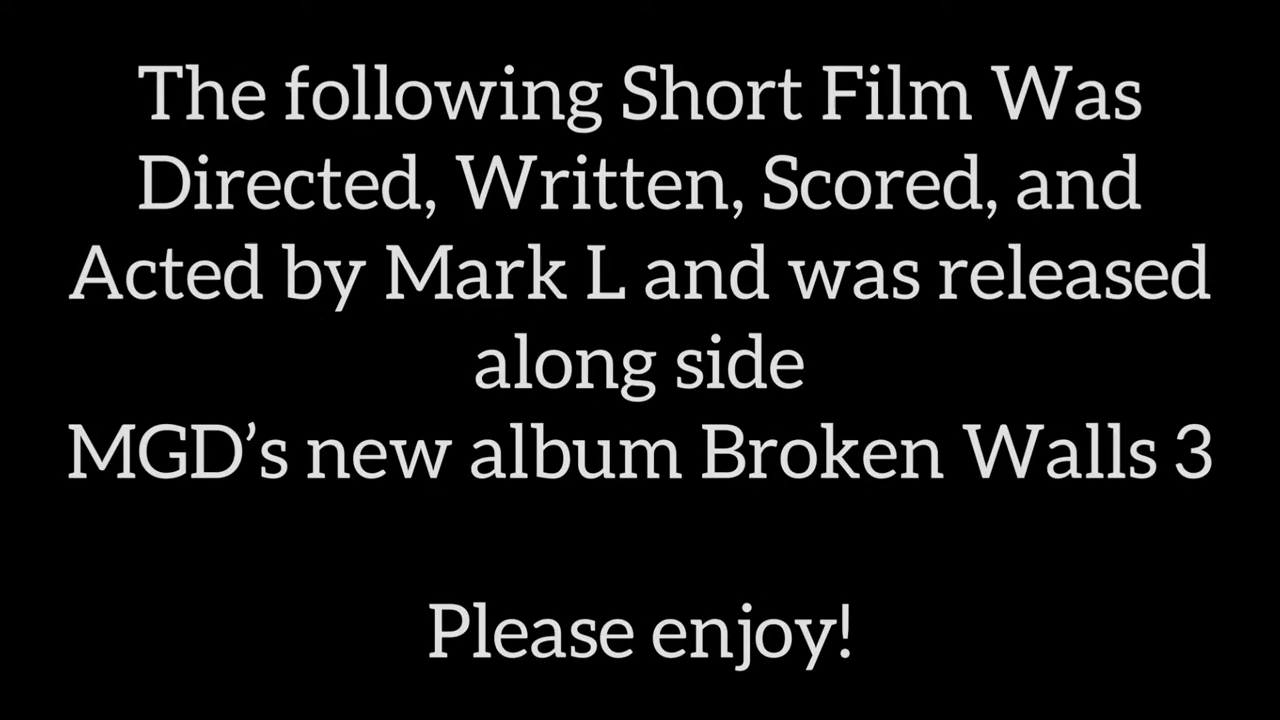 The following Short Film Was
Directed, Written, Scored, and
Acted by Mark L and was released
along side
MGD’s new album Broken Walls 3
Please enjoy!